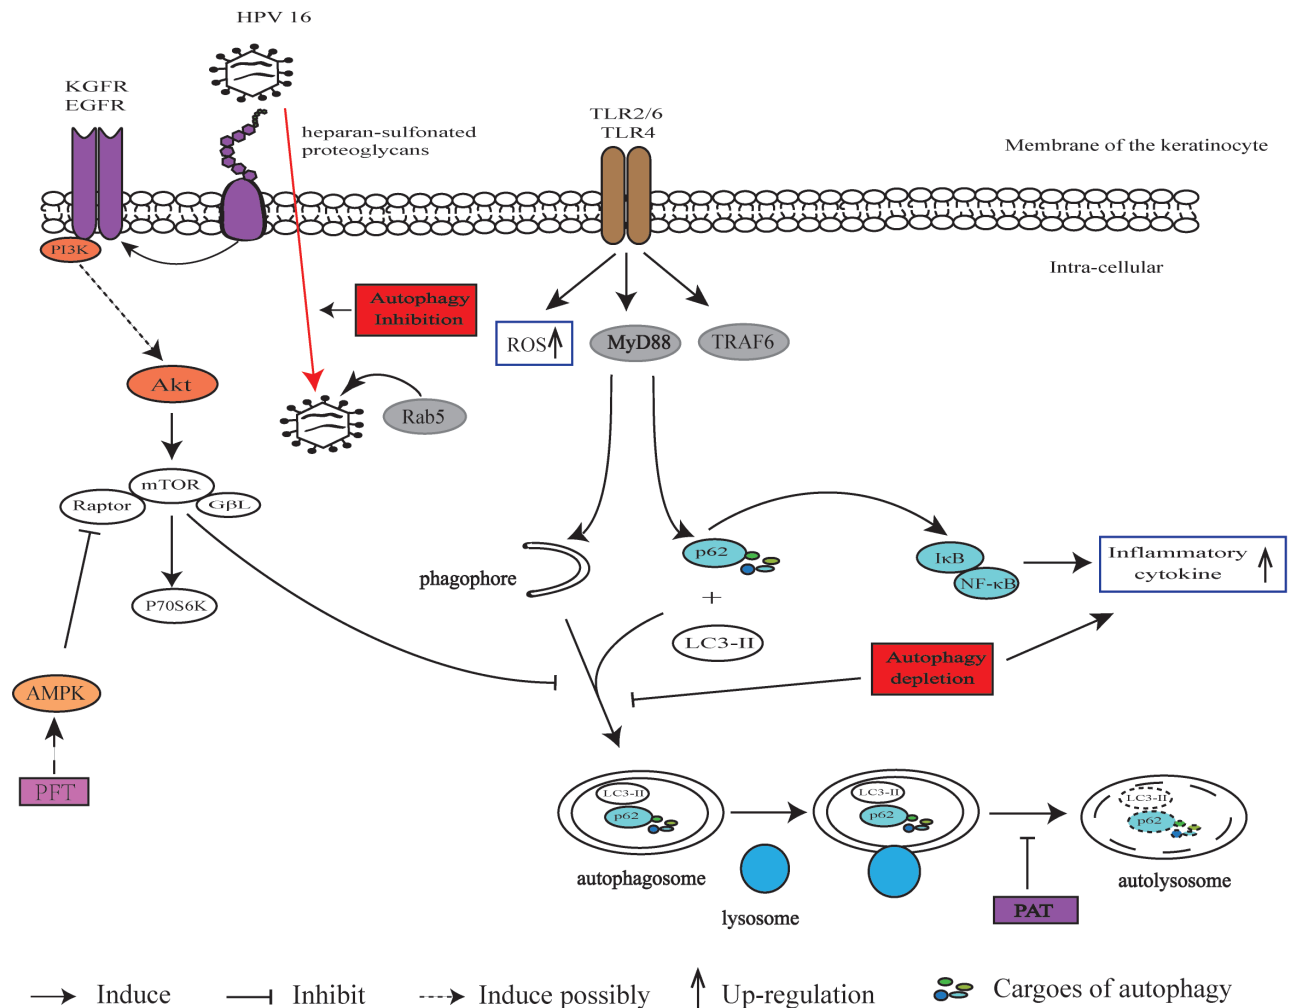 HPV 16
KGFR
EGFR
heparan-sulfonated
proteoglycans
TLR2/6
TLR4
Membrane of the keratinocyte
PI3K
Intra-cellular
Autophagy
Inhibition
ROS
MyD88
TRAF6
Akt
Rab5
mTOR
Raptor
GβL
P70S6K
phagophore
p62
+
LC3-II
IκB
NF-κB
Inflammatory
cytokine
Autophagy
depletion
AMPK
PFT
LC3-II
p62
autophagosome
lysosome
LC3-II
p62
LC3-II
p62
autolysosome
PAT
Induce
Inhibit
Induce possibly
Up-regulation
Cargoes of autophagy